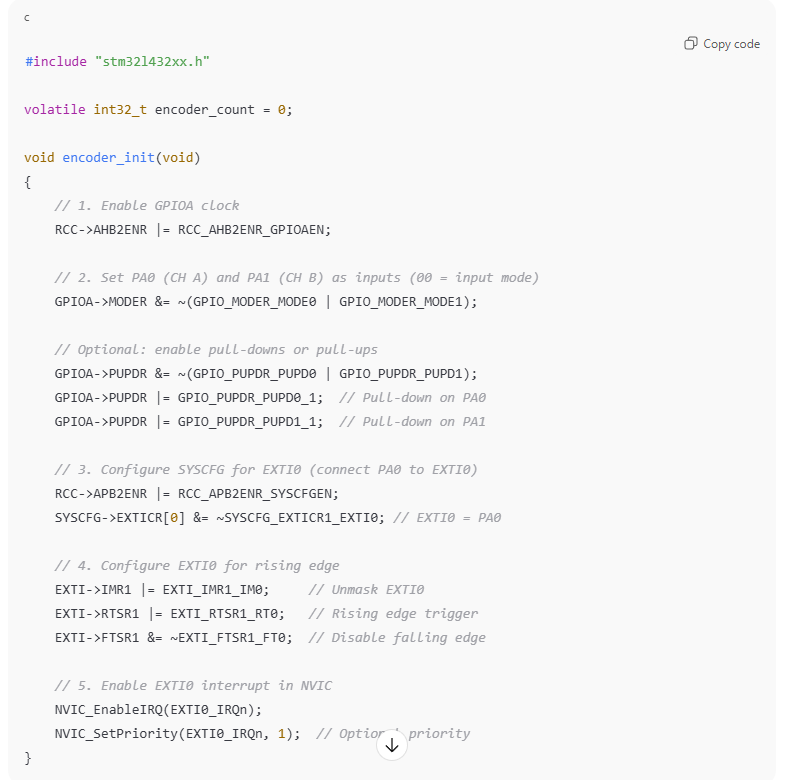 c
Copy code
#include "stm32l432xx.h"
volatile int32_t encoder_count = 0;
void encoder_init(void)
{
// 1. Enable GPIOA clock
RCC->AHB2ENR |= RCC_AHB2ENR_GPIOAEN;
// 2. Set PA0 (CH A) and PA1 (CH B) as inputs (00 = input mode)
GPIOA->MODER &= ~(GPIO_MODER_MODE0 | GPIO_MODER_MODE1);
// Optional: enable pull-downs or pull-ups
GPIOA->PUPDR &= ~(GPIO_PUPDR_PUPD0 | GPIO_PUPDR_PUPD1);
GPIOA->PUPDR |= GPIO_PUPDR_PUPD0_1; // Pull-down on PA0
GPIOA->PUPDR |= GPIO_PUPDR_PUPD1_1; // Pull-down on PA1
// 3. Configure SYSCFG for EXTI0 (connect PA0 to EXTI0)
RCC->APB2ENR |= RCC_APB2ENR_SYSCFGEN;
SYSCFG->EXTICR[0] &= ~SYSCFG_EXTICR1_EXTI0; // EXTI0 = PA0
// 4. Configure EXTI0 for rising edge
EXTI->IMR1 |= EXTI_IMR1_IM0; // Unmask EXTI0
EXTI->RTSR1 |= EXTI_RTSR1_RT0; // Rising edge trigger
EXTI->FTSR1 &= ~EXTI_FTSR1_FT0; // Disable falling edge
// 5. Enable EXTI0 interrupt in NVIC
NVIC_EnableIRQ(EXTI0_IRQn);
NVIC_SetPriority(EXTI0_IRQn, 1); // priority
}